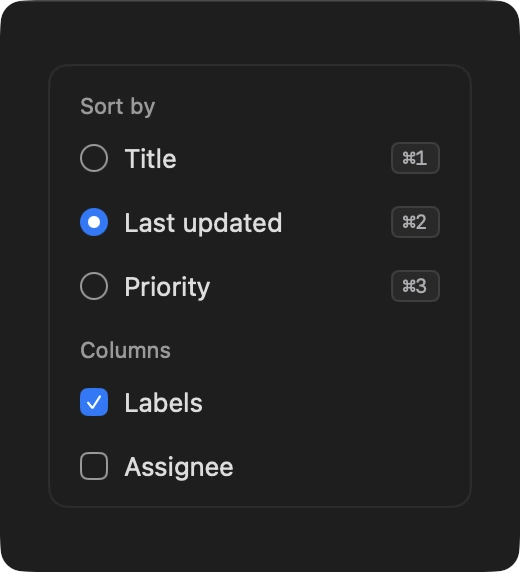 Sort by
Title ⌘1
Last updated ⌘2
Priority ⌘3
Columns
Labels
Assignee